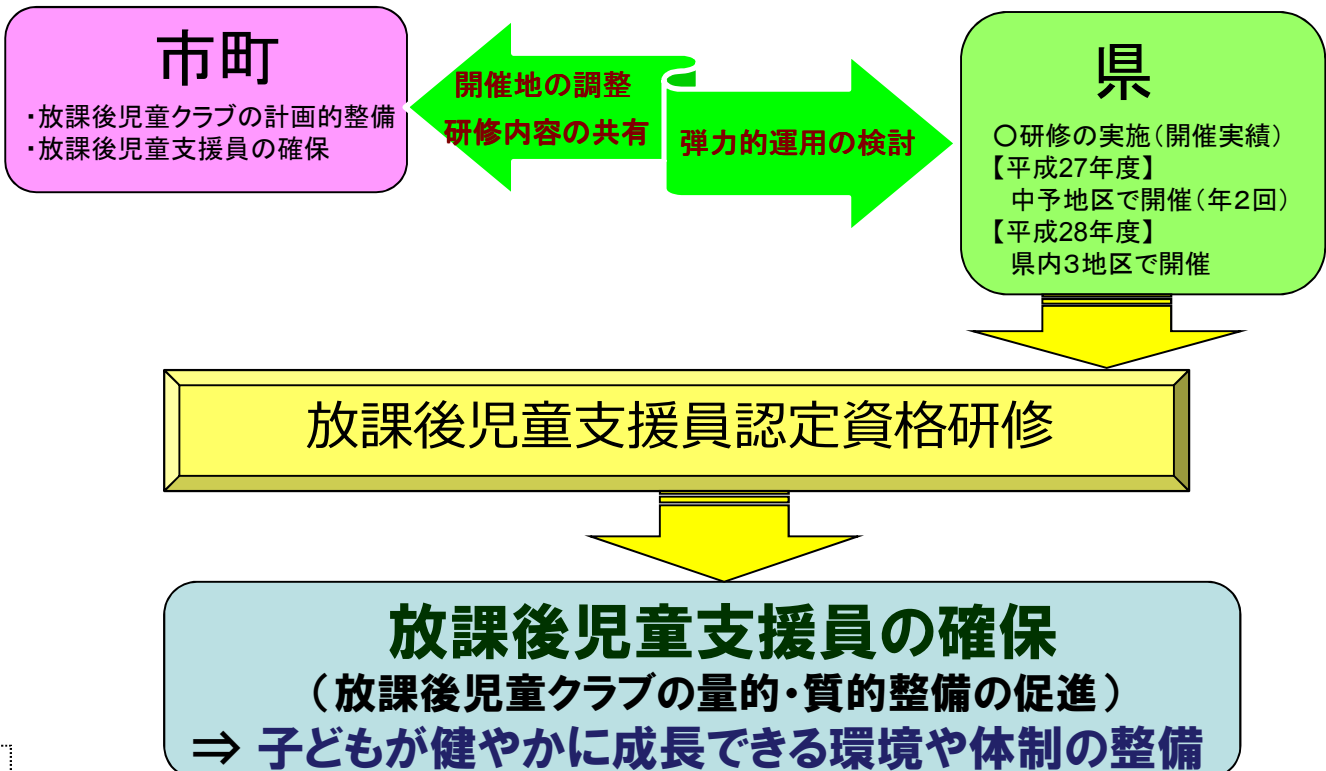 市町
・放課後児童クラブの計画的整備
・放課後児童支援員の確保
開催地の調整
研修内容の共有
弾力的運用の検討
県
○研修の実施（開催実績）
【平成27年度】
中予地区で開催（年２回）
【平成28年度】
県内３地区で開催
放課後児童支援員認定資格研修
放課後児童支援員の確保
（放課後児童クラブの量的・質的整備の促進）
⇒ 子どもが健やかに成長できる環境や体制の整備